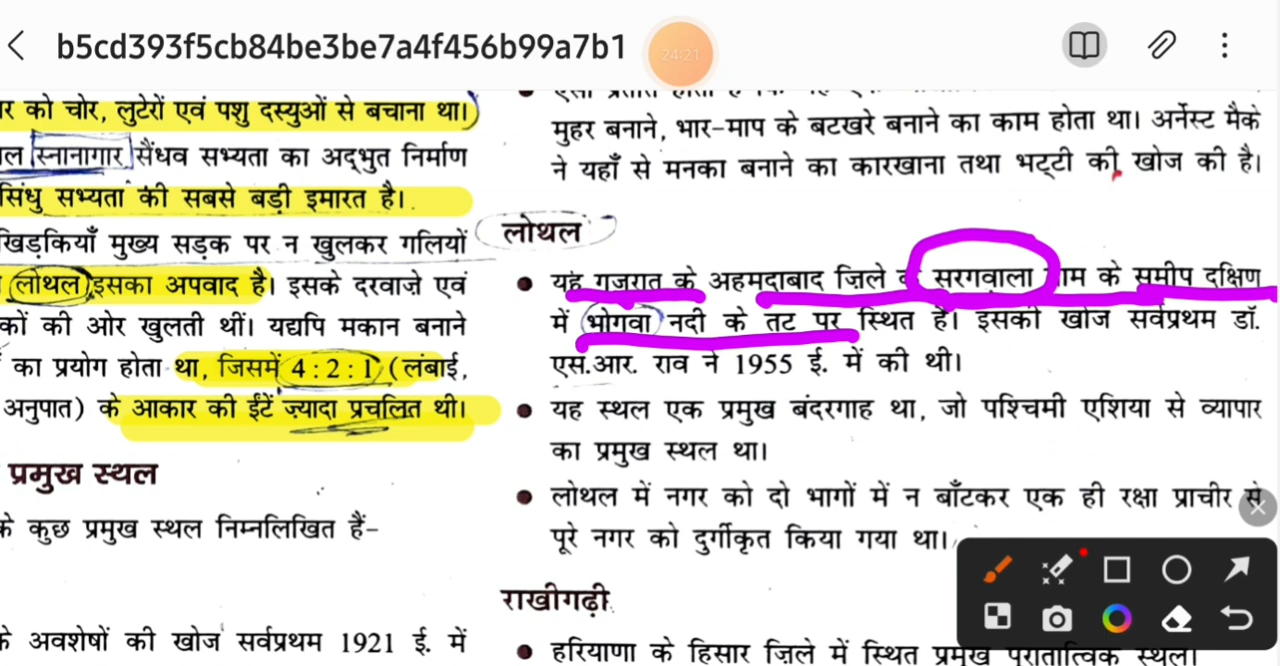 b5cd393f5cb84be3be7a4f456b99a7b1
24:21
र को चोर, लुटेरों एवं पशु दस्युओं से बचाना था।
ल स्नानागार सैंधव सभ्यता का अद्भुत निर्माण
सिंधु सभ्यता की सबसे बड़ी इमारत है।
खिड़कियाँ मुख्य सड़क पर न खुलकर गलियों
लोथल इसका अपवाद है। इसके दरवाज़े एवं
कों की ओर खुलती थीं। यद्यपि मकान बनाने
का प्रयोग होता था, जिसमें 4 : 2 : 1 (लंबाई,
अनुपात) के आकार की ईंटें ज़्यादा प्रचलित थी।
प्रमुख स्थल
के कुछ प्रमुख स्थल निम्नलिखित हैं-
के अवशेषों की खोज सर्वप्रथम 1921 ई. में
मुहर बनाने, भार-माप के बटखरे बनाने का काम होता था। अर्नेस्ट मैके
ने यहाँ से मनका बनाने का कारखाना तथा भट्टी की खोज की है।
लोथल
यह गुजरात के अहमदाबाद ज़िले के सरगवाला ग्राम के समीप दक्षिण
में भोगवा नदी के तट पर स्थित है। इसकी खोज सर्वप्रथम डॉ.
एस.आर. राव ने 1955 ई. में की थी।
यह स्थल एक प्रमुख बंदरगाह था, जो पश्चिमी एशिया से व्यापार
का प्रमुख स्थल था।
लोथल में नगर को दो भागों में न बाँटकर एक ही रक्षा प्राचीर से
पूरे नगर को दुर्गीकृत किया गया था।
राखीगढ़ी
हरियाणा के हिसार ज़िले में स्थित प्रमुख पुरातात्विक स्थल।